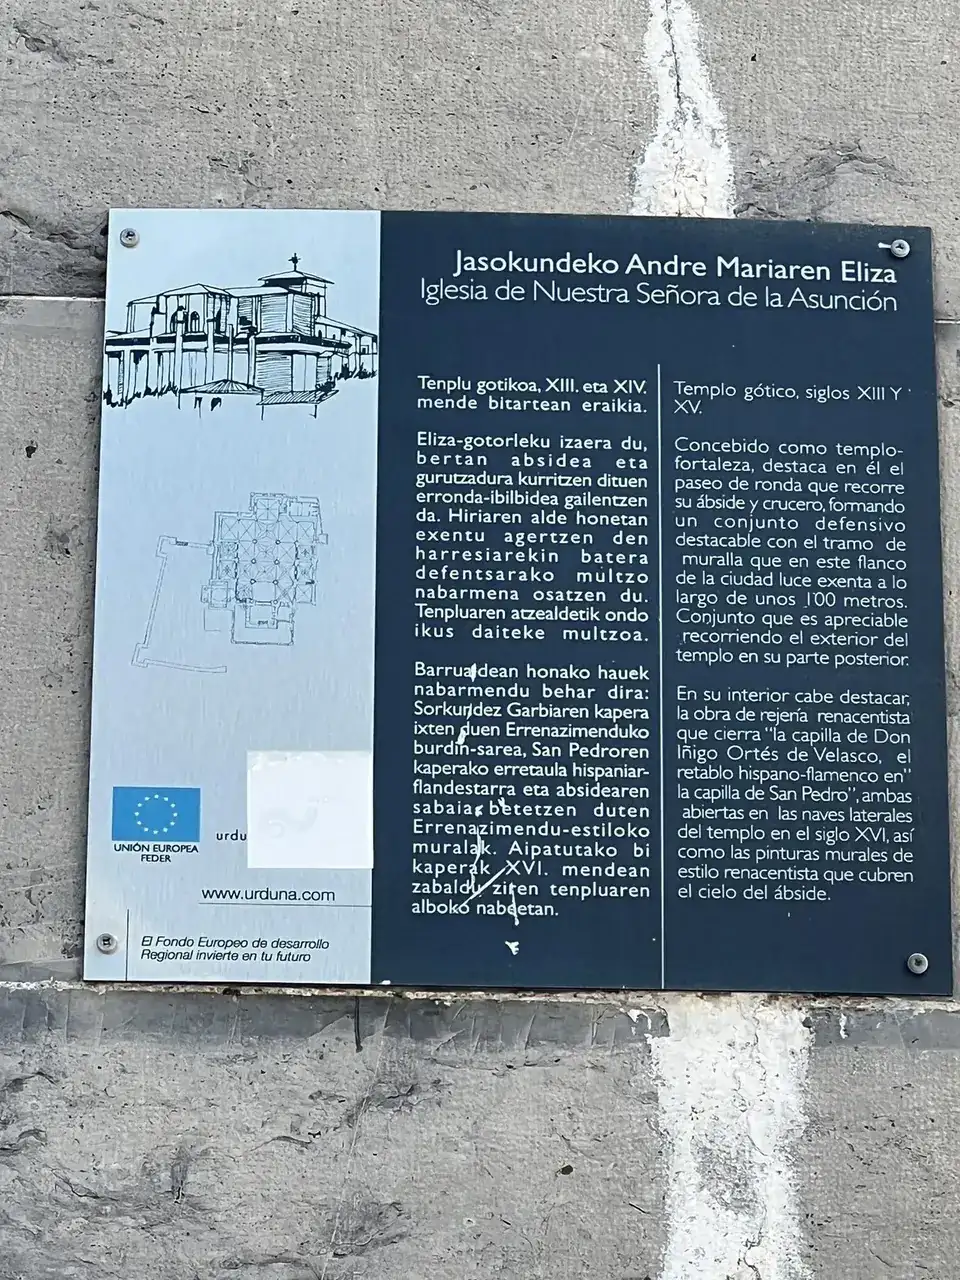 Jasokundeko Andre Mariaren Eliza
Iglesia de Nuestra Señora de la Asunción
Tenplu gotikoa, XIII. eta XIV.
mende bitartean eraikia.
Eliza-gotorleku izaera du,
bertan absidea eta
gurutzadura kurritzen dituen
erronda-ibilbidea gailentzen
da. Hiriaren alde honetan
exentu agertzen den
harresiarekin batera
defentsarako multzo
nabarmena osatzen du.
Tenpluaren atzealdetik ondo
ikus daiteke multzoa.
Barrualdean honako hauek
nabarmendu behar dira:
Sorkundez Garbiaren kapera
ixten duen Errenazimenduko
burdin-sarea, San Pedroren
kaperako erretaula hispaniar-
flandestarra eta absidearen
sabaia betetzen duten
Errenazimendu-estiloko
muralak. Aipatutako bi
kaperak XVI. mendean
zabaldu ziren tenpluaren
alboko nabeetan.
Templo gótico, siglos XIII Y
XV.
Concebido como templo-
fortaleza, destaca en él el
paseo de ronda que recorre
su ábside y crucero, formando
un conjunto defensivo
destacable con el tramo de
muralla que en este flanco
de la ciudad luce exenta a lo
largo de unos 100 metros.
Conjunto que es apreciable
recorriendo el exterior del
templo en su parte posterior.
En su interior cabe destacar,
la obra de rejería renacentista
que cierra "la capilla de Don
Iñigo Ortés de Velasco, el
retablo hispano-flamenco en"
la capilla de San Pedro", ambas
abiertas en las naves laterales
del templo en el siglo XVI, así
como las pinturas murales de
estilo renacentista que cubren
el cielo del ábside.
UNIÓN EUROPEA
FEDER
urdu
www.urduna.com
El Fondo Europeo de desarrollo
Regional invierte en tu futuro